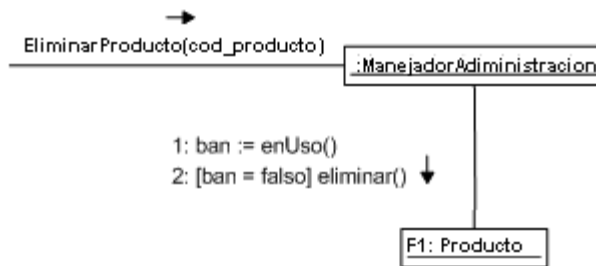 EliminarProducto(cod_producto)
:ManejadorAdiministracion
1: ban := enUso()
2: [ban = falso] eliminar()
F1: Producto